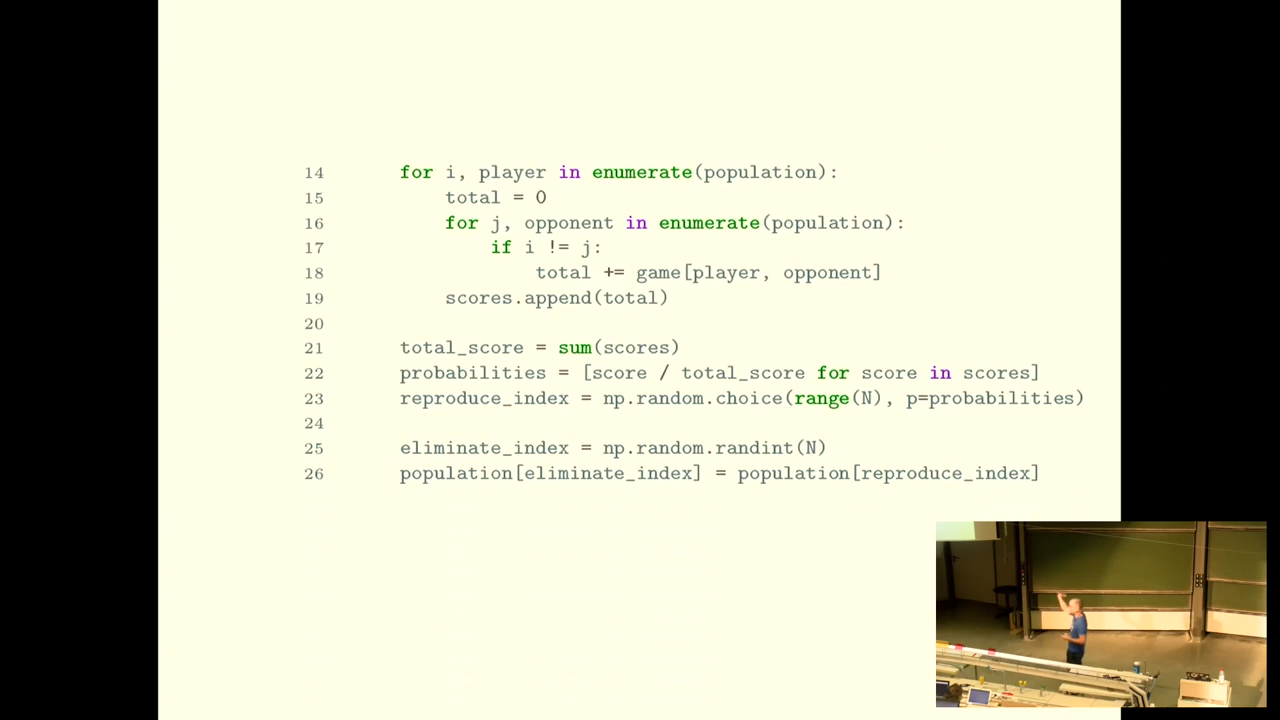 14 for i, player in enumerate(population):
15 total = 0
16 for j, opponent in enumerate(population):
17 if i != j:
18 total += game[player, opponent]
19 scores.append(total)
20
21 total_score = sum(scores)
22 probabilities = [score / total_score for score in scores]
23 reproduce_index = np.random.choice(range(N), p=probabilities)
24
25 eliminate_index = np.random.randint(N)
26 population[eliminate_index] = population[reproduce_index]